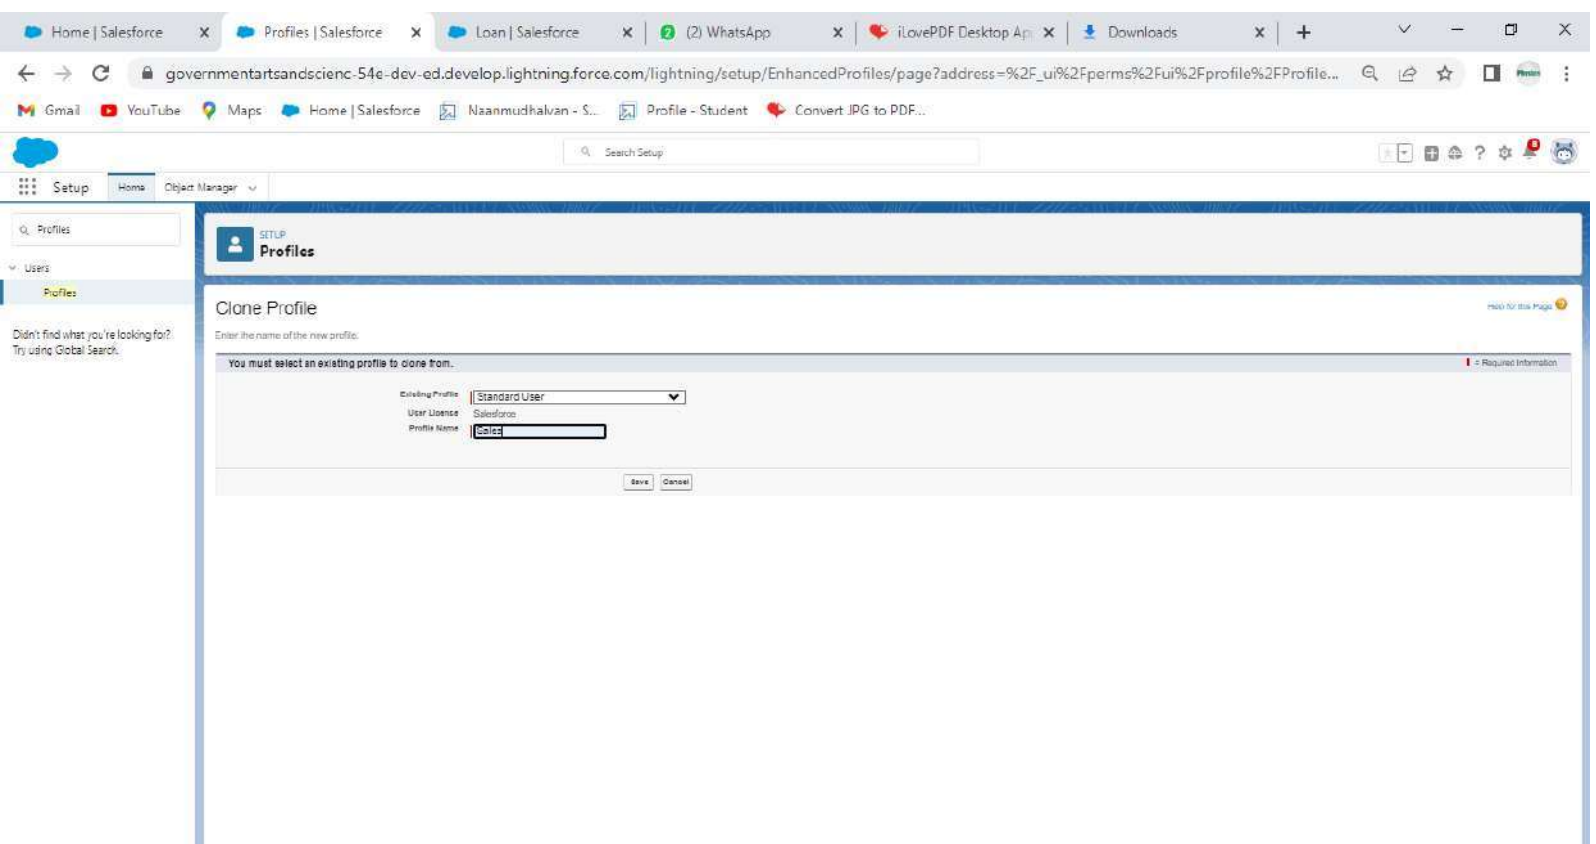 Home | Salesforce
Profiles | Salesforce
Loan | Salesforce
(2) WhatsApp
iLovePDF Desktop Ap
Downloads
governmentartsandscienc-54e-dev-ed.develop.lightning.force.com/lightning/setup/EnhancedProfiles/page?address=%2F_ui%2Fperms%2Fui%2Fprofile%2FProfile...
Gmail
YouTube
Maps
Home | Salesforce
Naanmudhalvan - S...
Profile - Student
Convert JPG to PDF...
Search Setup
Setup
Home
Object Manager
Profiles
Users
Profiles
Didn't find what you're looking for?
Try using Global Search.
SETUP
Profiles
Clone Profile
Help for this Page
Enter the name of the new profile.
You must select an existing profile to clone from.
= Required Information
Existing Profile
Standard User
User License
Salesforce
Profile Name
Sales
Save
Cancel